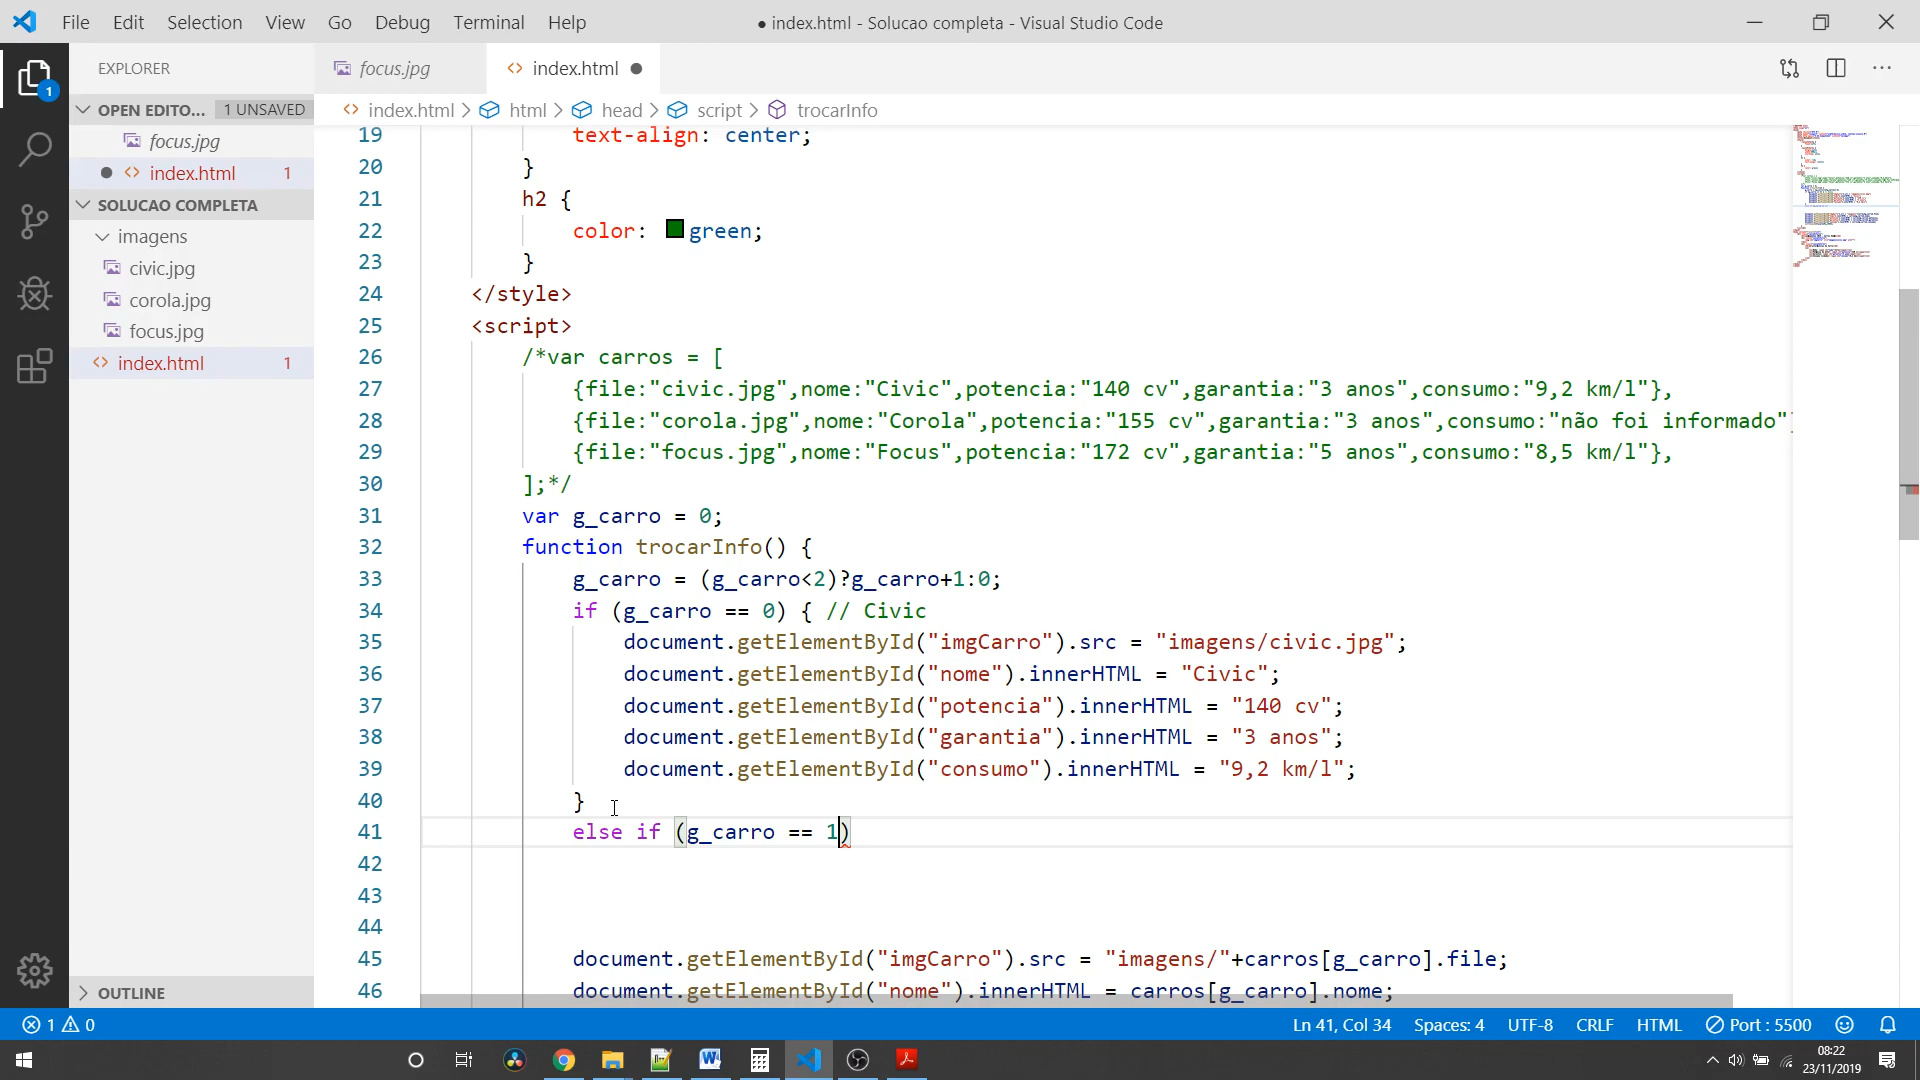 File Edit Selection View Go Debug Terminal Help
● index.html - Solucao completa - Visual Studio Code
EXPLORER
focus.jpg
index.html
OPEN EDITO... 1 UNSAVED
focus.jpg
index.html 1
SOLUCAO COMPLETA
imagens
civic.jpg
corola.jpg
focus.jpg
index.html 1
OUTLINE
1
index.html > html > head > script > trocarInfo
19 text-align: center;
20 }
21 h2 {
22 color: green;
23 }
24 </style>
25 <script>
26 /*var carros = [
27 {file:"civic.jpg",nome:"Civic",potencia:"140 cv",garantia:"3 anos",consumo:"9,2 km/l"},
28 {file:"corola.jpg",nome:"Corola",potencia:"155 cv",garantia:"3 anos",consumo:"não foi informado"
29 {file:"focus.jpg",nome:"Focus",potencia:"172 cv",garantia:"5 anos",consumo:"8,5 km/l"},
30 ];*/
31 var g_carro = 0;
32 function trocarInfo() {
33 g_carro = (g_carro<2)?g_carro+1:0;
34 if (g_carro == 0) { // Civic
35 document.getElementById("imgCarro").src = "imagens/civic.jpg";
36 document.getElementById("nome").innerHTML = "Civic";
37 document.getElementById("potencia").innerHTML = "140 cv";
38 document.getElementById("garantia").innerHTML = "3 anos";
39 document.getElementById("consumo").innerHTML = "9,2 km/l";
40 }
41 else if (g_carro == 1)
42
43
44
45 document.getElementById("imgCarro").src = "imagens/"+carros[g_carro].file;
46 document.getElementById("nome").innerHTML = carros[g_carro].nome;
1 0
Ln 41, Col 34 Spaces: 4 UTF-8 CRLF HTML Port : 5500
08:22
23/11/2019